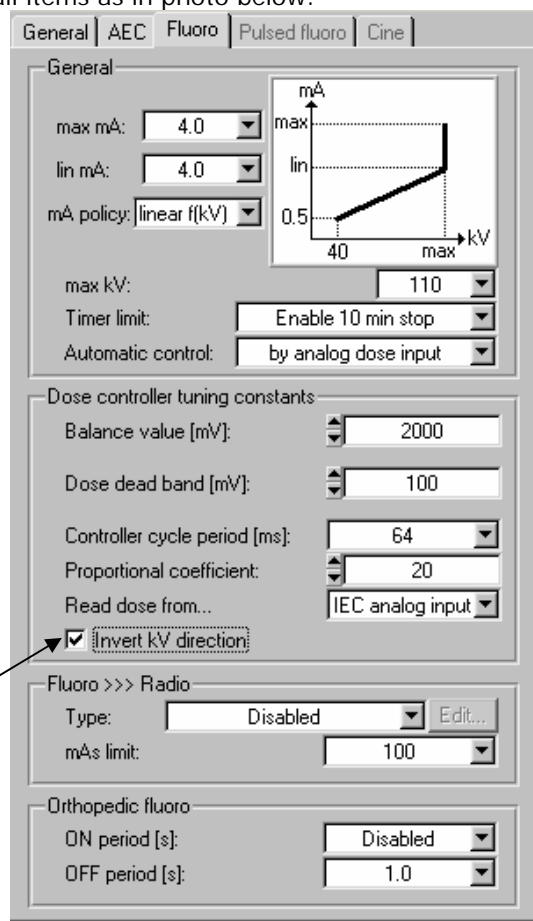 all items as in photo below.
General AEC Fluoro Pulsed fluoro Cine
General
mA
max
lin
0.5
40 max kV
max mA: 4.0
lin mA: 4.0
mA policy: linear f(kV)
max kV: 110
Timer limit: Enable 10 min stop
Automatic control: by analog dose input
Dose controller tuning constants
Balance value [mV]: 2000
Dose dead band [mV]: 100
Controller cycle period [ms]: 64
Proportional coefficient: 20
Read dose from... IEC analog input
Invert kV direction
Fluoro >>> Radio
Type: Disabled Edit...
mAs limit: 100
Orthopedic fluoro
ON period [s]: Disabled
OFF period [s]: 1.0